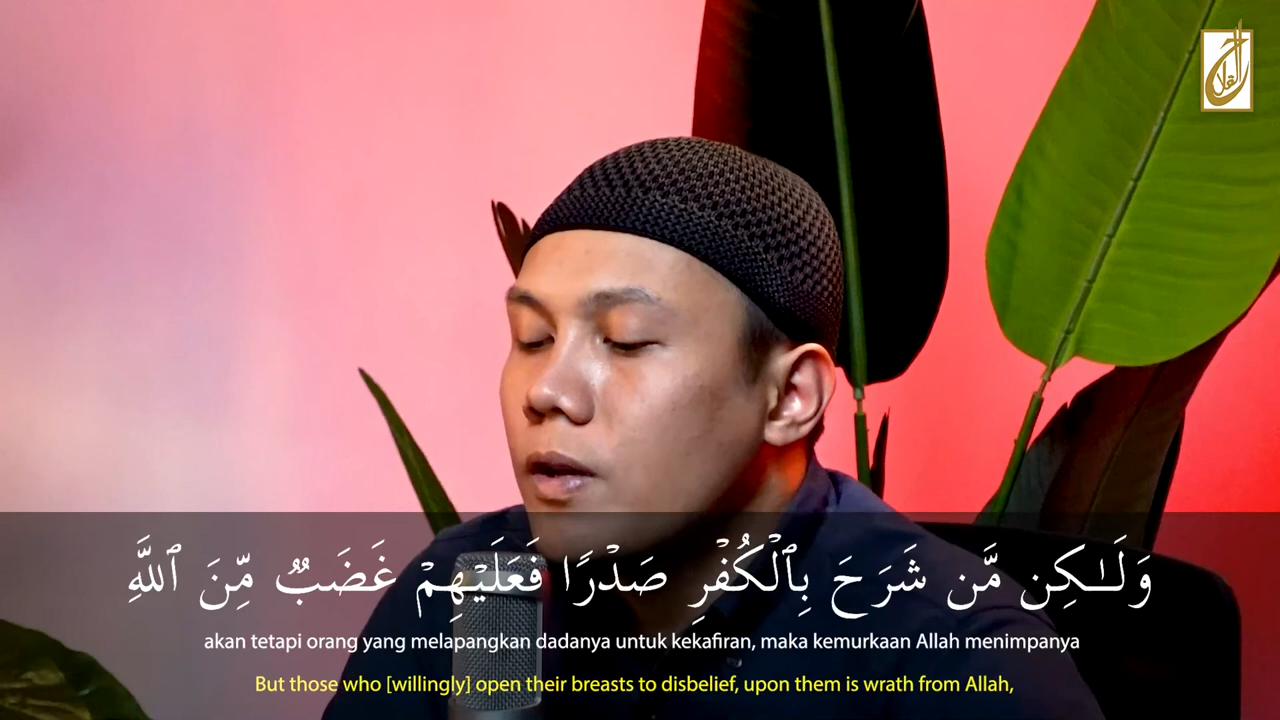 وَلَـٰكِن مَّن شَرَحَ بِٱلْكُفْرِ صَدْرًا فَعَلَيْهِمْ غَضَبٌ مِّنَ ٱللَّهِ
akan tetapi orang yang melapangkan dadanya untuk kekafiran, maka kemurkaan Allah menimpanya
But those who [willingly] open their breasts to disbelief, upon them is wrath from Allah,